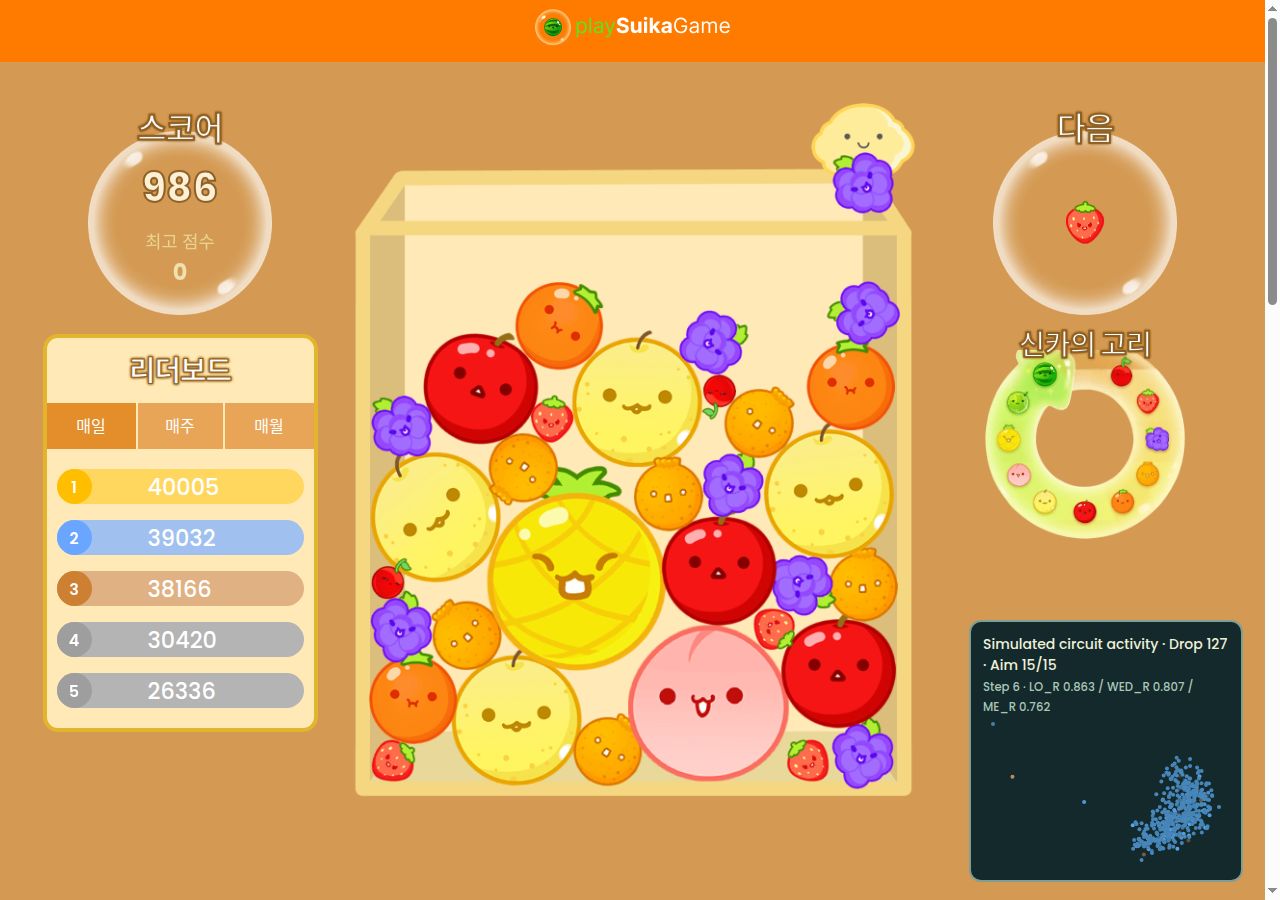 playSuikaGame
스코어
986
최고 점수
0
다음
신카의 고리
리더보드
매일 매주 매월
1 40005
2 39032
3 38166
4 30420
5 26336
Simulated circuit activity · Drop 127
· Aim 15/15
Step 6 · LO_R 0.863 / WED_R 0.807 /
ME_R 0.762